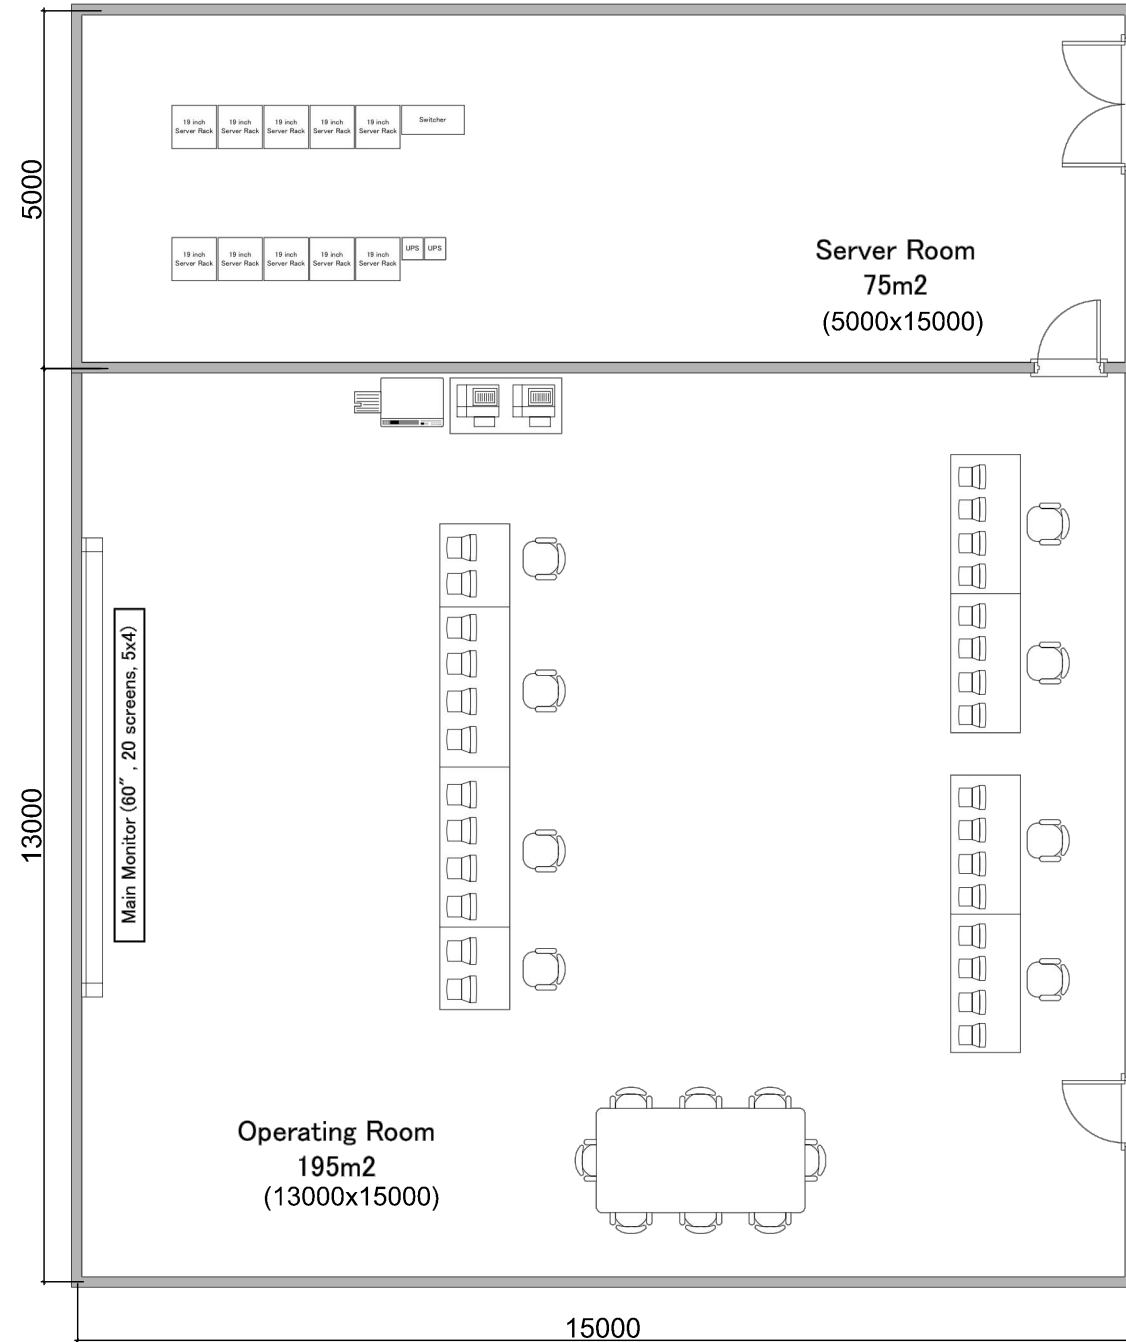 19 inch
Server Rack
19 inch
Server Rack
19 inch
Server Rack
19 inch
Server Rack
19 inch
Server Rack
Switcher
5000
19 inch
Server Rack
19 inch
Server Rack
19 inch
Server Rack
19 inch
Server Rack
19 inch
Server Rack
UPS
UPS
Server Room
75m2
(5000x15000)
Main Monitor (60″ , 20 screens, 5x4)
13000
Operating Room
195m2
(13000x15000)
15000